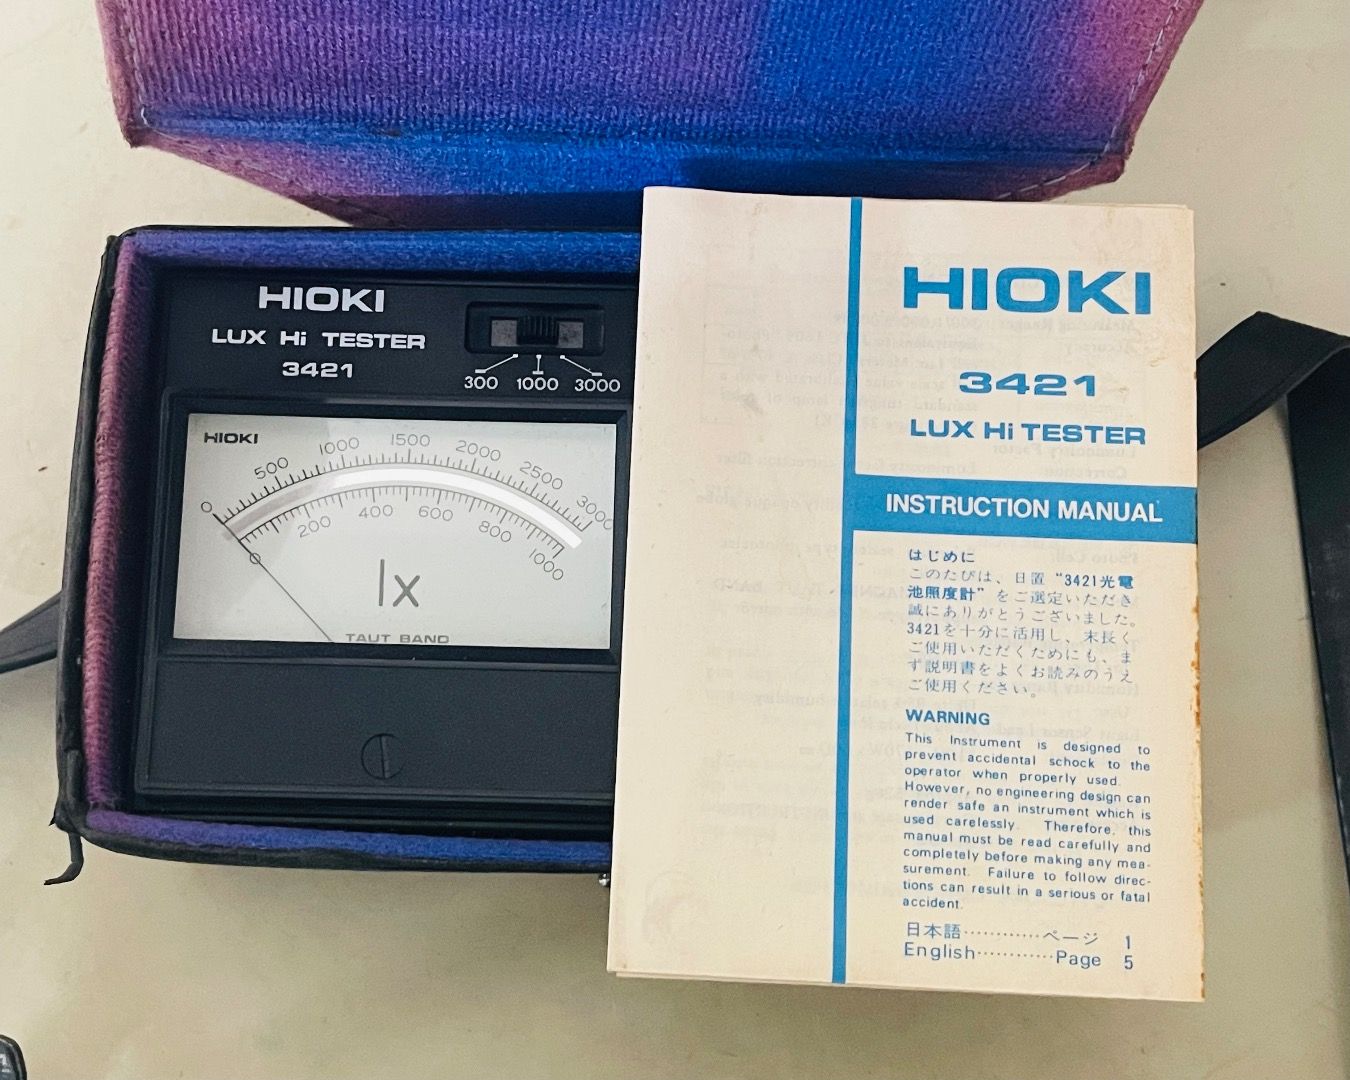 HIOKI
LUX Hi TESTER
3421
300 1000 3000
HIOKI
0 500 1000 1500 2000 2500 3000
0 200 400 600 800 1000
lx
TAUT BAND
HIOKI
3421
LUX Hi TESTER
INSTRUCTION MANUAL
はじめに
このたびは、日置 "3421光電
池照度計" をご選定いただき
誠にありがとうございました。
3421を十分に活用し、末長く
ご使用いただくためにも、ま
ず説明書をよくお読みのうえ
ご使用ください。
WARNING
This Instrument is designed to
prevent accidental schock to the
operator when properly used.
However, no engineering design can
render safe an instrument which is
used carelessly. Therefore, this
manual must be read carefully and
completely before making any mea-
surement. Failure to follow direc-
tions can result in a serious or fatal
accident.
日本語············ページ 1
English············Page 5